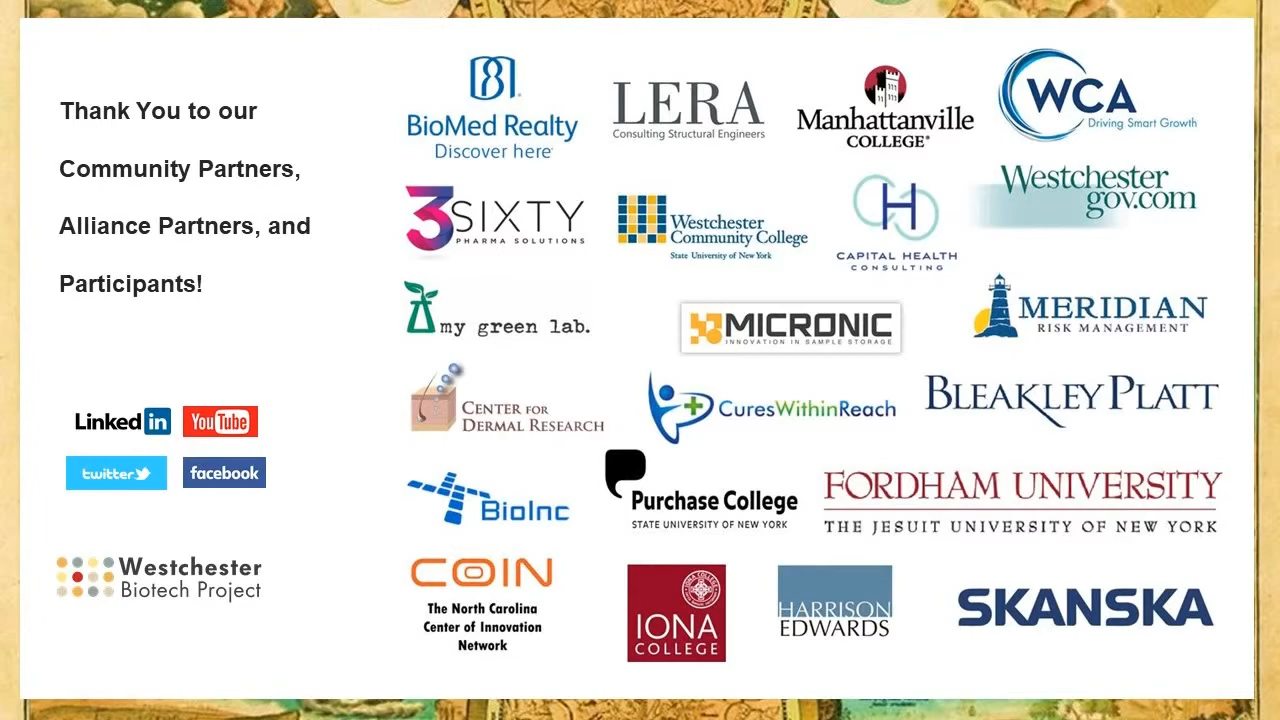 Thank You to our
Community Partners,
Alliance Partners, and
Participants!
Linked in
YouTube
twitter
facebook
Westchester
Biotech Project
BioMed Realty
Discover here
LERA
Consulting Structural Engineers
Manhattanville
COLLEGE®
WCA
Driving Smart Growth
3SIXTY
PHARMA SOLUTIONS
Westchester
Community College
State University of New York
CH
CAPITAL HEALTH
CONSULTING
Westchester
gov.com
my green lab.
MICRONIC
INNOVATION IN SAMPLE STORAGE
MERIDIAN
RISK MANAGEMENT
CENTER FOR
DERMAL RESEARCH
CuresWithinReach
BLEAKLEY PLATT
BioInc
Purchase College
STATE UNIVERSITY OF NEW YORK
FORDHAM UNIVERSITY
THE JESUIT UNIVERSITY OF NEW YORK
COIN
The North Carolina
Center of Innovation
Network
IONA
COLLEGE
HARRISON
EDWARDS
SKANSKA